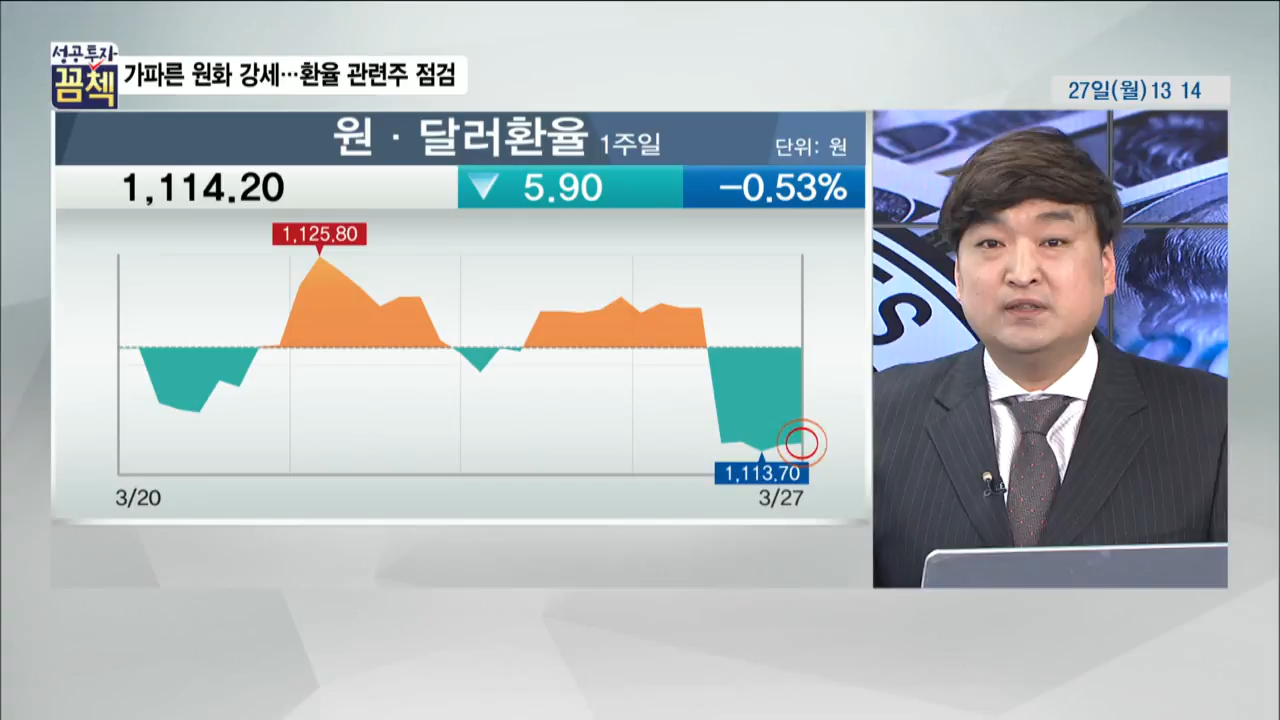 성공투자
꼼첵
가파른 원화 강세…환율 관련주 점검
27일(월) 13 14
원 · 달러환율 1주일
단위: 원
1,114.20 ▼ 5.90 −0.53%
1,125.80
1,113.70
3/20 3/27
ES